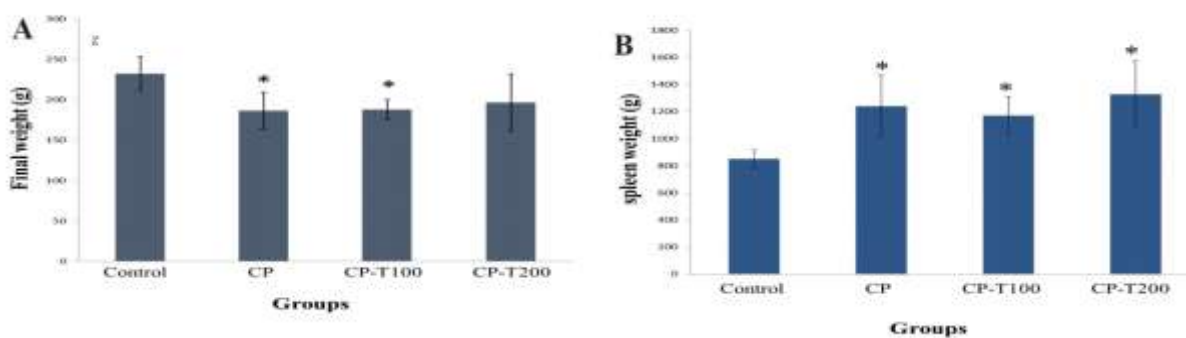 A
Final weight (g)
300
250
200
150
100
50
0
*
*
Control CP CP-T100 CP-T200
Groups
B
spleen weight (g)
1800
1600
1400
1200
1000
800
600
400
200
0
*
*
*
Control CP CP-T100 CP-T200
Groups